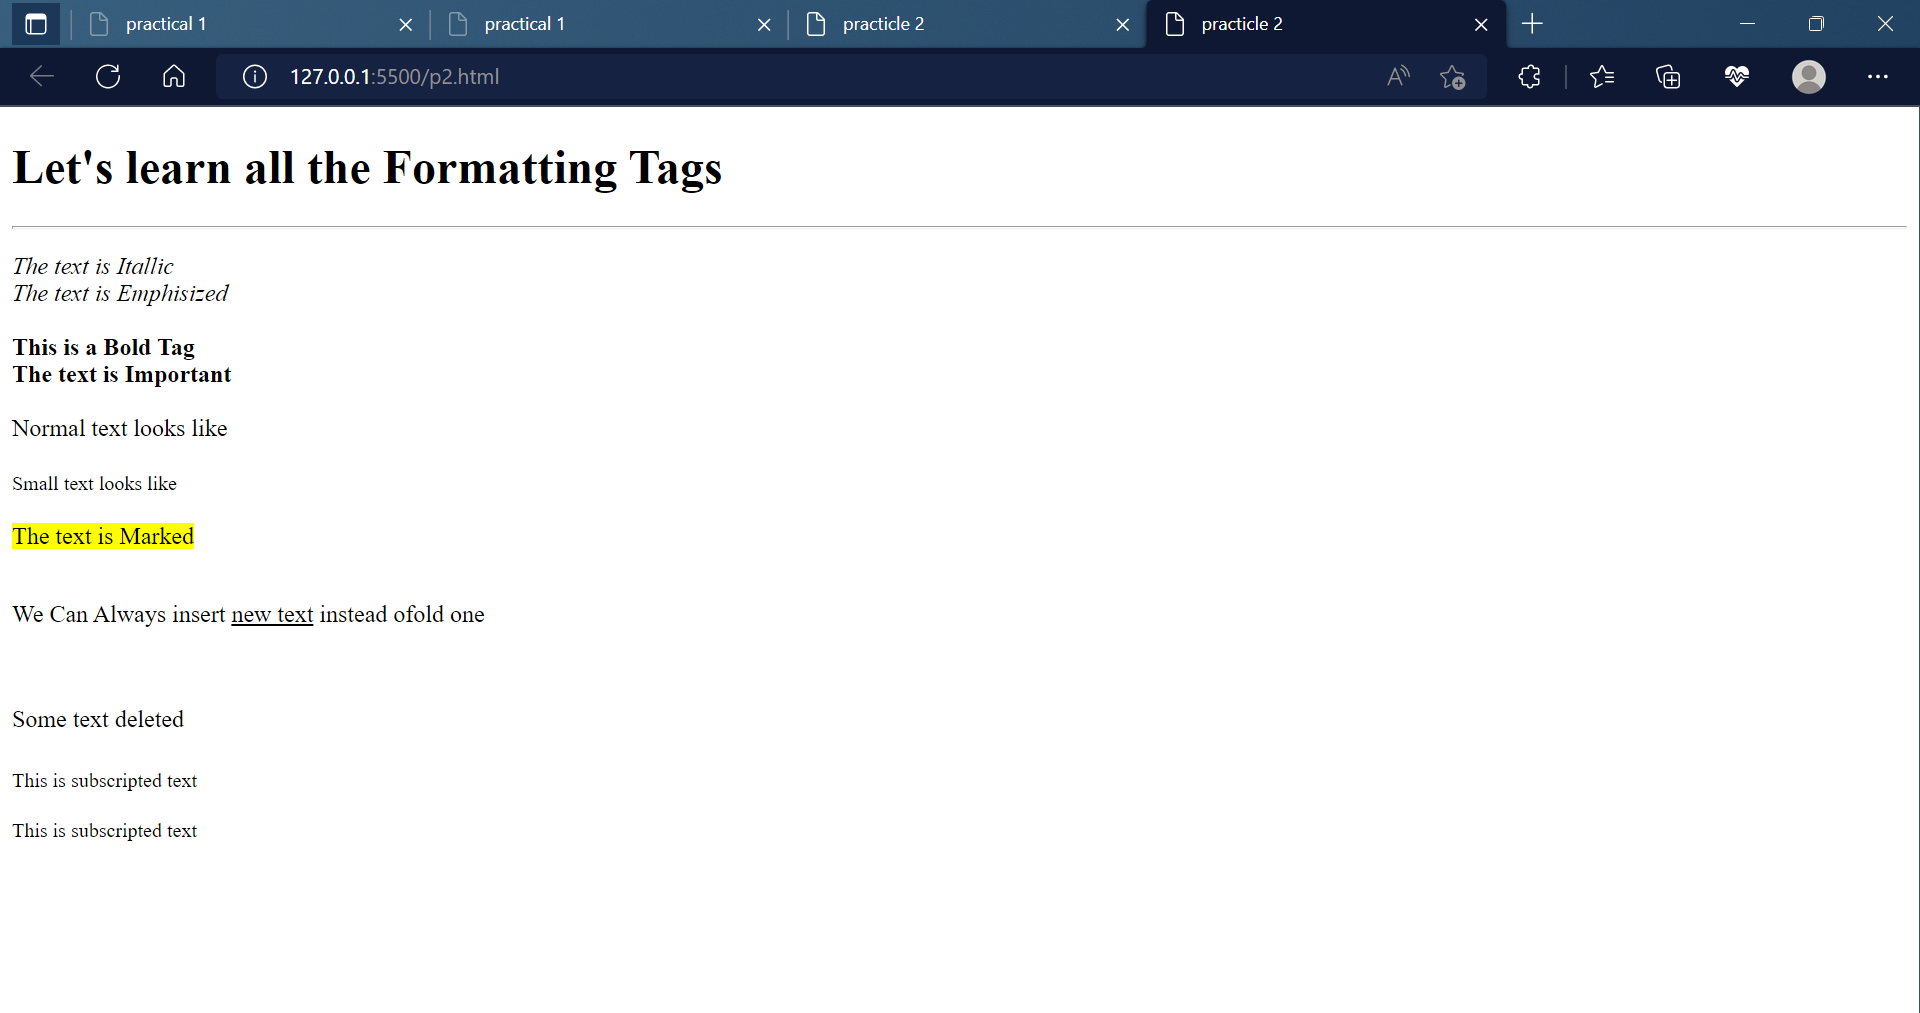 practical 1
practical 1
practicle 2
practicle 2
127.0.0.1:5500/p2.html
Let's learn all the Formatting Tags
The text is Itallic
The text is Emphisized
This is a Bold Tag
The text is Important
Normal text looks like
Small text looks like
The text is Marked
We Can Always insert new text instead ofold one
Some text deleted
This is subscripted text
This is subscripted text